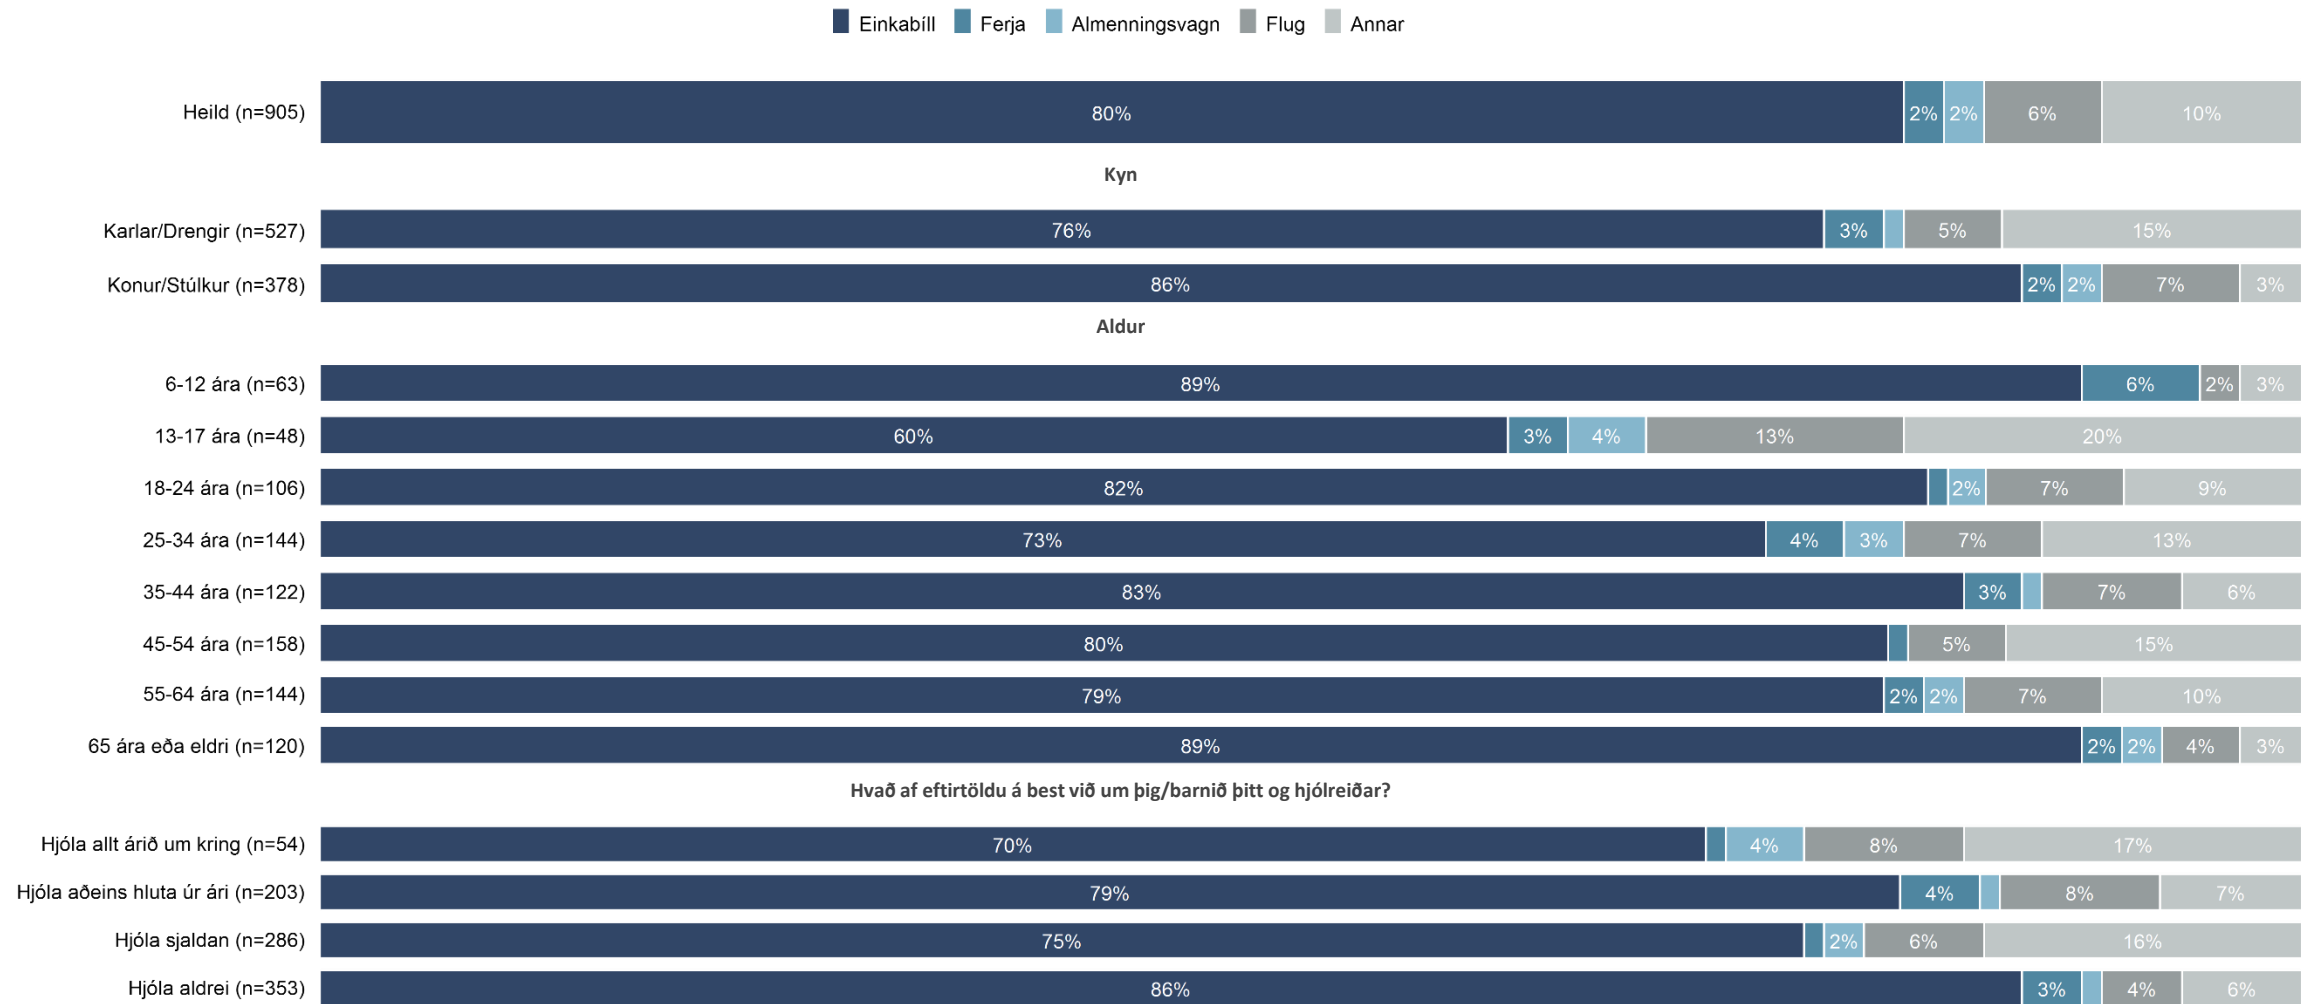 Einkabíll Ferja Almenningsvagn Flug Annar
Heild (n=905) 80% 2% 2% 6% 10%
Kyn
Karlar/Drengir (n=527) 76% 3% 5% 15%
Konur/Stúlkur (n=378) 86% 2% 2% 7% 3%
Aldur
6-12 ára (n=63) 89% 6% 2% 3%
13-17 ára (n=48) 60% 3% 4% 13% 20%
18-24 ára (n=106) 82% 2% 7% 9%
25-34 ára (n=144) 73% 4% 3% 7% 13%
35-44 ára (n=122) 83% 3% 7% 6%
45-54 ára (n=158) 80% 5% 15%
55-64 ára (n=144) 79% 2% 2% 7% 10%
65 ára eða eldri (n=120) 89% 2% 2% 4% 3%
Hvað af eftirtöldu á best við um þig/barnið þitt og hjólreiðar?
Hjóla allt árið um kring (n=54) 70% 4% 8% 17%
Hjóla aðeins hluta úr ári (n=203) 79% 4% 8% 7%
Hjóla sjaldan (n=286) 75% 2% 6% 16%
Hjóla aldrei (n=353) 86% 3% 4% 6%